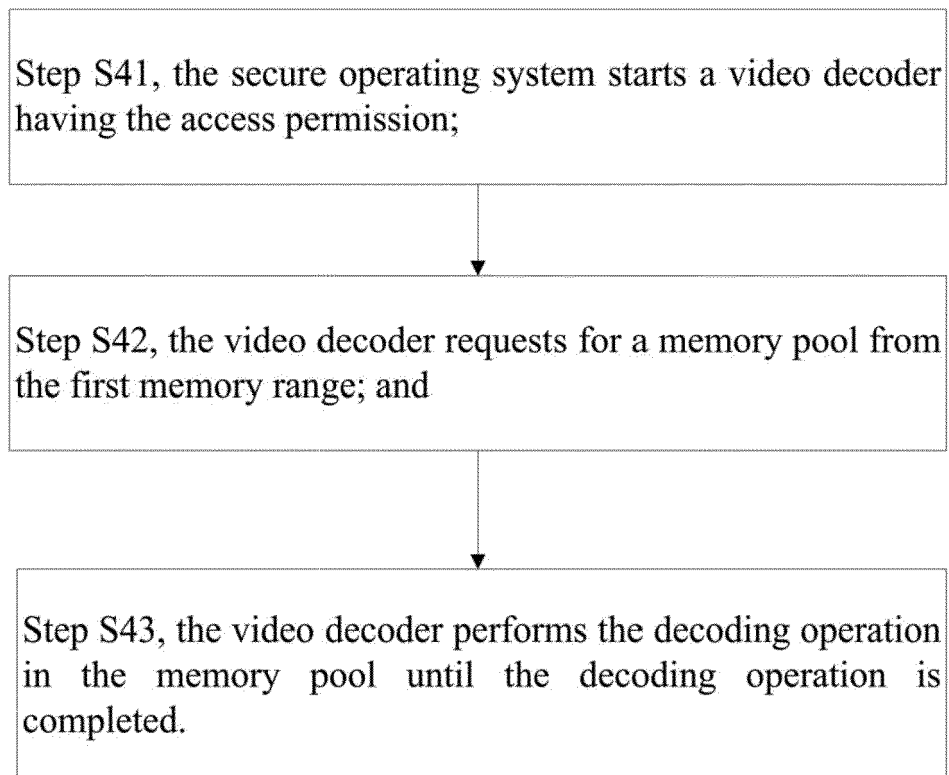 Step S41, the secure operating system starts a video decoder
having the access permission;
Step S42, the video decoder requests for a memory pool from
the first memory range; and
Step S43, the video decoder performs the decoding operation
in the memory pool until the decoding operation is
completed.